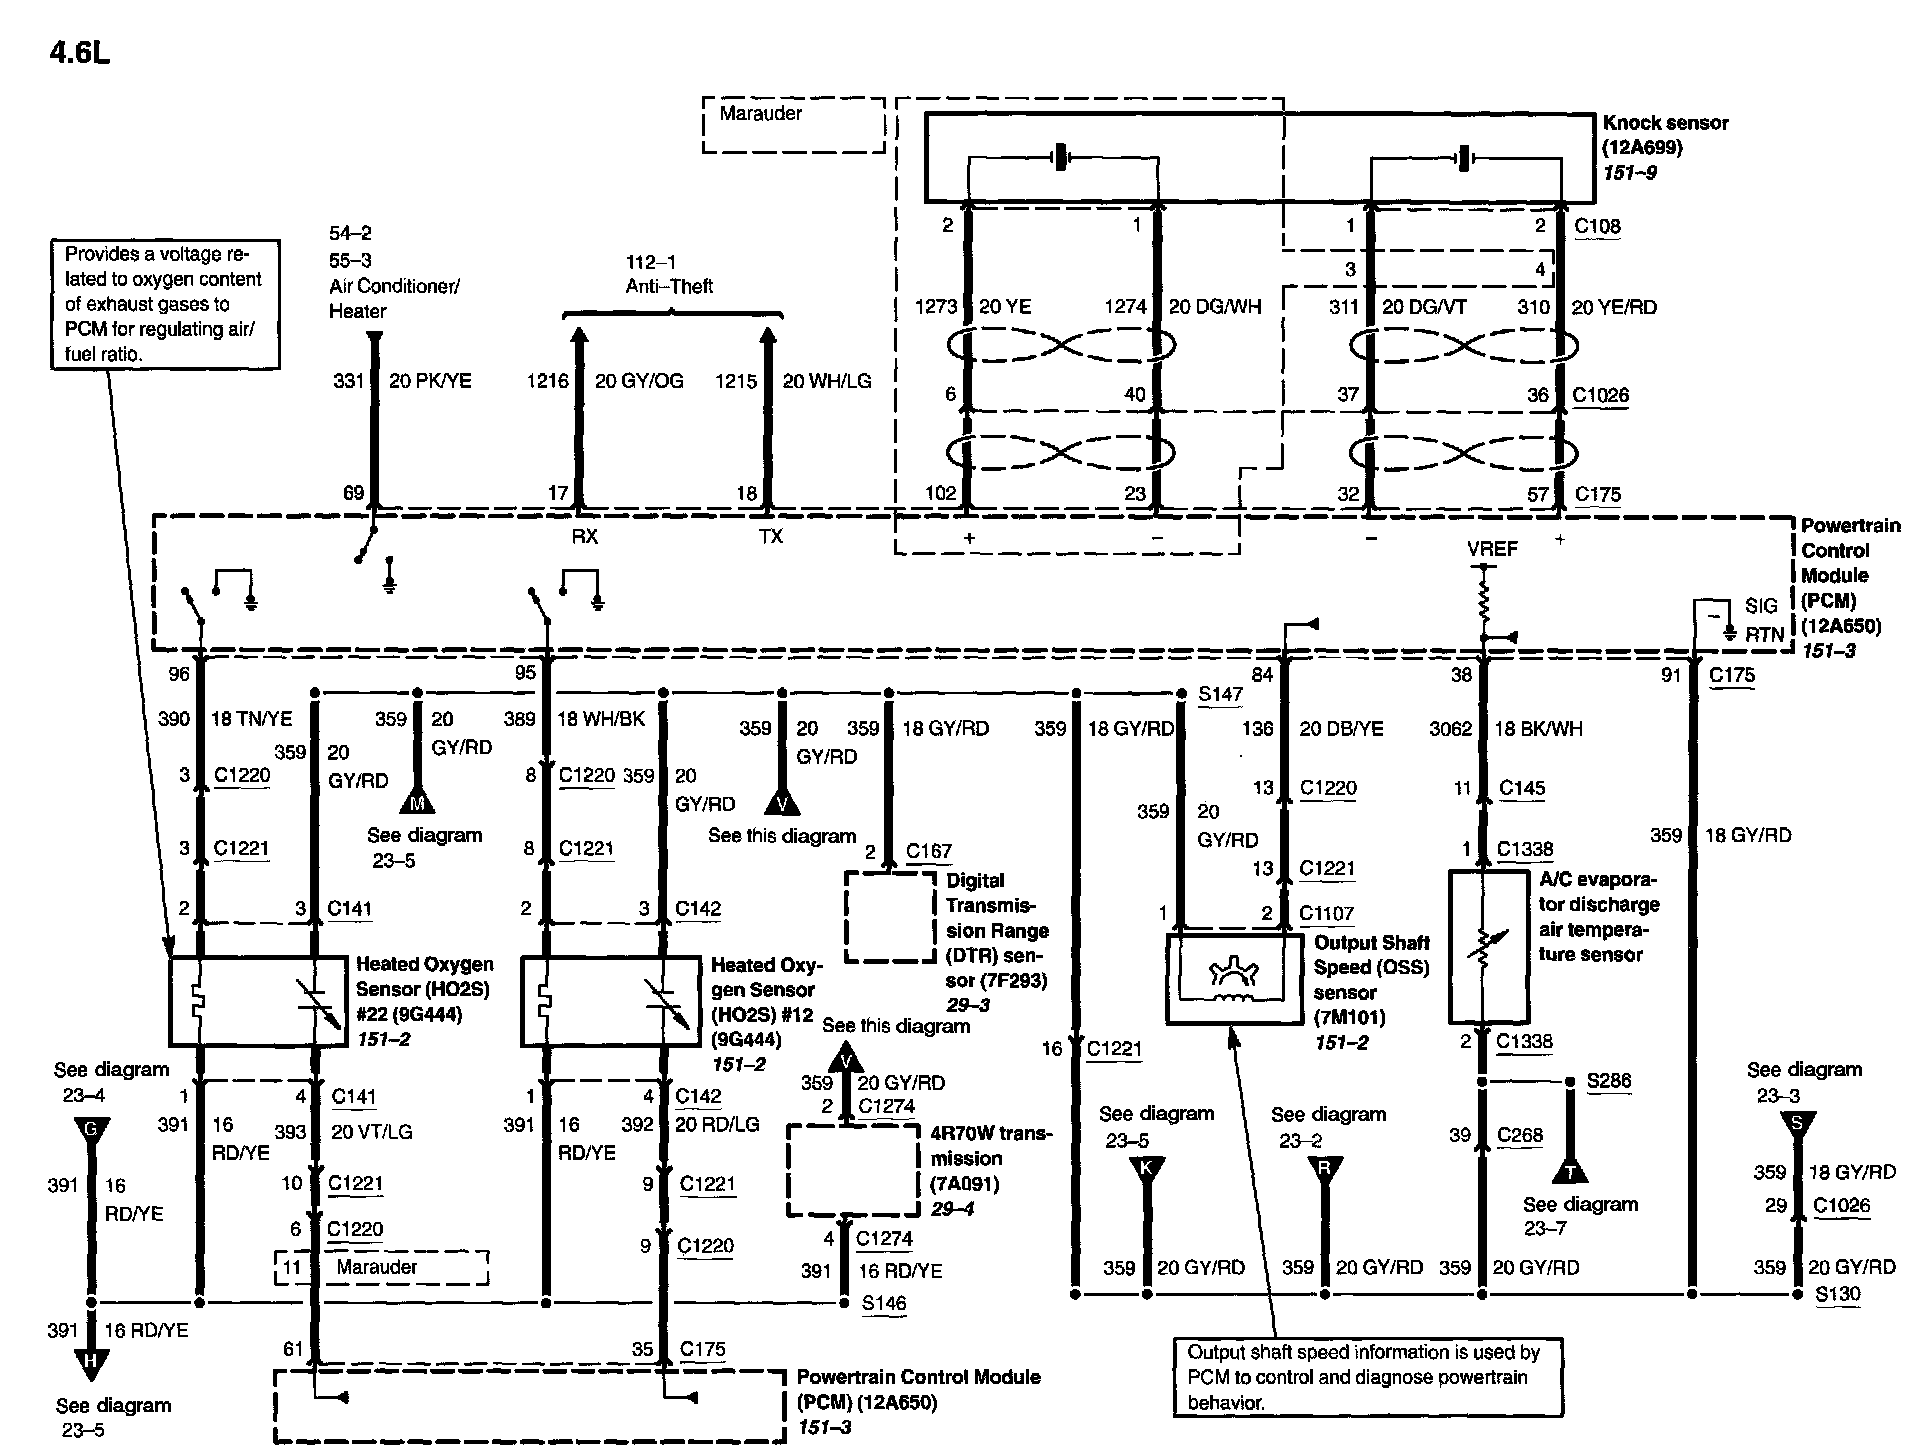 4.6L
Marauder
Knock sensor
(12A699)
151–9
2
1
1
2
C108
3
4
1273
20 YE
1274
20 DG/WH
311
20 DG/VT
310
20 YE/RD
6
40
37
36
C1026
102
23
32
57
C175
Provides a voltage re-
lated to oxygen content
of exhaust gases to
PCM for regulating air/
fuel ratio.
54–2
55–3
Air Conditioner/
Heater
331
20 PK/YE
69
112–1
Anti–Theft
1216
20 GY/OG
1215
20 WH/LG
17
18
RX
TX
+
–
–
+
VREF
SIG
RTN
Powertrain
Control
Module
(PCM)
(12A650)
151–3
96
95
84
38
91
C175
S147
390
18 TN/YE
359
20
GY/RD
359
20
GY/RD
389
18 WH/BK
359
20
GY/RD
359
20
GY/RD
359
18 GY/RD
359
18 GY/RD
359
20
GY/RD
136
20 DB/YE
3062
18 BK/WH
359
18 GY/RD
3
C1220
8
C1220
13
C1220
11
C145
M
See diagram
23–5
V
See this diagram
3
C1221
8
C1221
2
C167
13
C1221
1
C1338
2
3
C141
2
3
C142
1
2
C1107
Digital
Transmis-
sion Range
(DTR) sen-
sor (7F293)
29–3
A/C evapora-
tor discharge
air tempera-
ture sensor
Heated Oxygen
Sensor (HO2S)
#22 (9G444)
151–2
Heated Oxy-
gen Sensor
(HO2S) #12
(9G444)
151–2
Output Shaft
Speed (OSS)
sensor
(7M101)
151–2
See this diagram
V
359
20 GY/RD
2
C1274
16
C1221
2
C1338
S286
See diagram
23–4
G
391
16
RD/YE
1
4
C141
391
16
RD/YE
393
20 VT/LG
1
4
C142
391
16
RD/YE
392
20 RD/LG
4R70W trans-
mission
(7A091)
29–4
See diagram
23–5
K
See diagram
23–2
R
39
C268
T
See diagram
23–7
See diagram
23–3
S
359
18 GY/RD
29
C1026
10
C1221
9
C1221
6
C1220
9
C1220
11
Marauder
4
C1274
391
16 RD/YE
S146
359
20 GY/RD
359
20 GY/RD
359
20 GY/RD
359
20 GY/RD
S130
391
16 RD/YE
H
See diagram
23–5
61
35
C175
Powertrain Control Module
(PCM) (12A650)
151–3
Output shaft speed information is used by
PCM to control and diagnose powertrain
behavior.